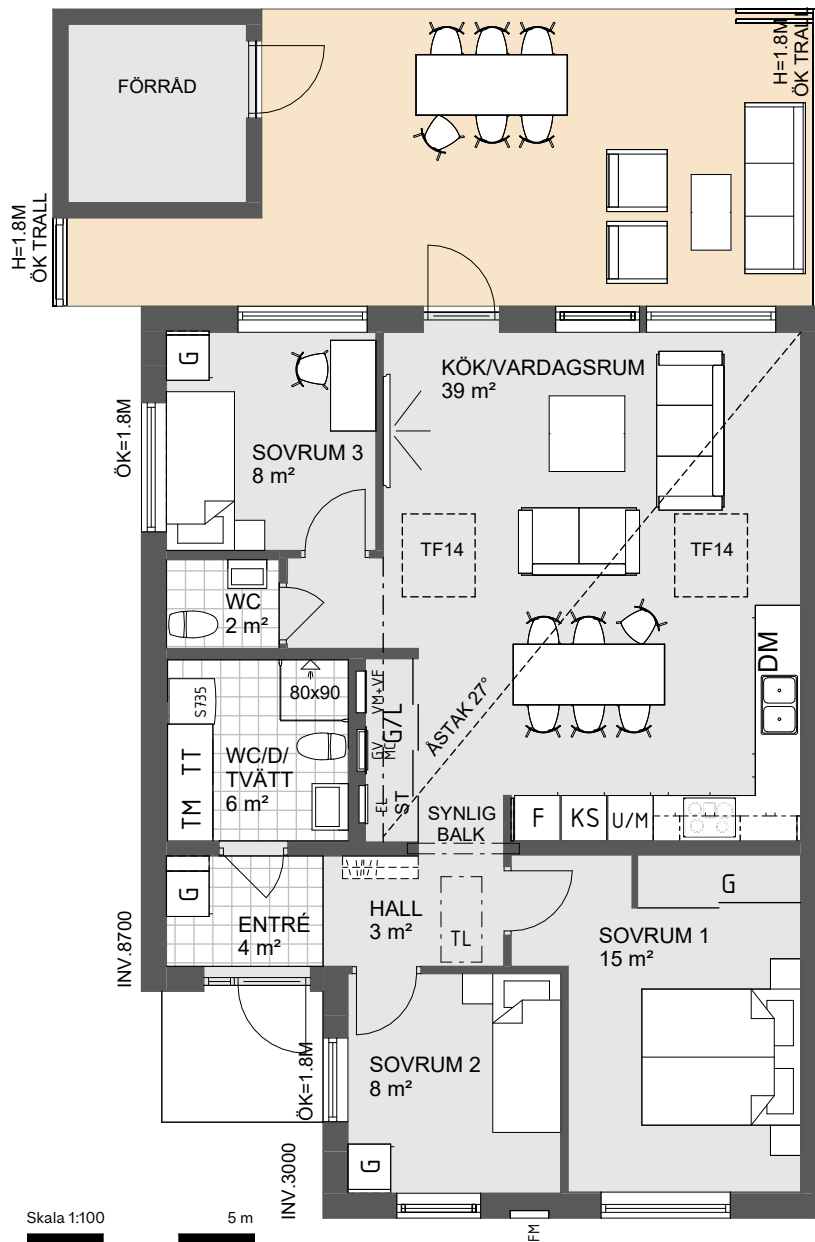 FÖRRÅD
H=1.8M
ÖK TRALL
H=1.8M
ÖK TRALL
G
KÖK/VARDAGSRUM
39 m²
ÖK=1.8M
SOVRUM 3
8 m²
TF14
TF14
WC
2 m²
DM
80x90
S735
VM+VF
G/L
GV
MC
ÅSTAK 27°
TT
WC/D/
TVÄTT
6 m²
TM
EL
ST
SYNLIG
BALK
F
KS
U/M
G
G
ENTRÉ
4 m²
HALL
3 m²
TL
SOVRUM 1
15 m²
INV.8700
ÖK=1.8M
SOVRUM 2
8 m²
G
INV.3000
Skala 1:100
5 m
FM